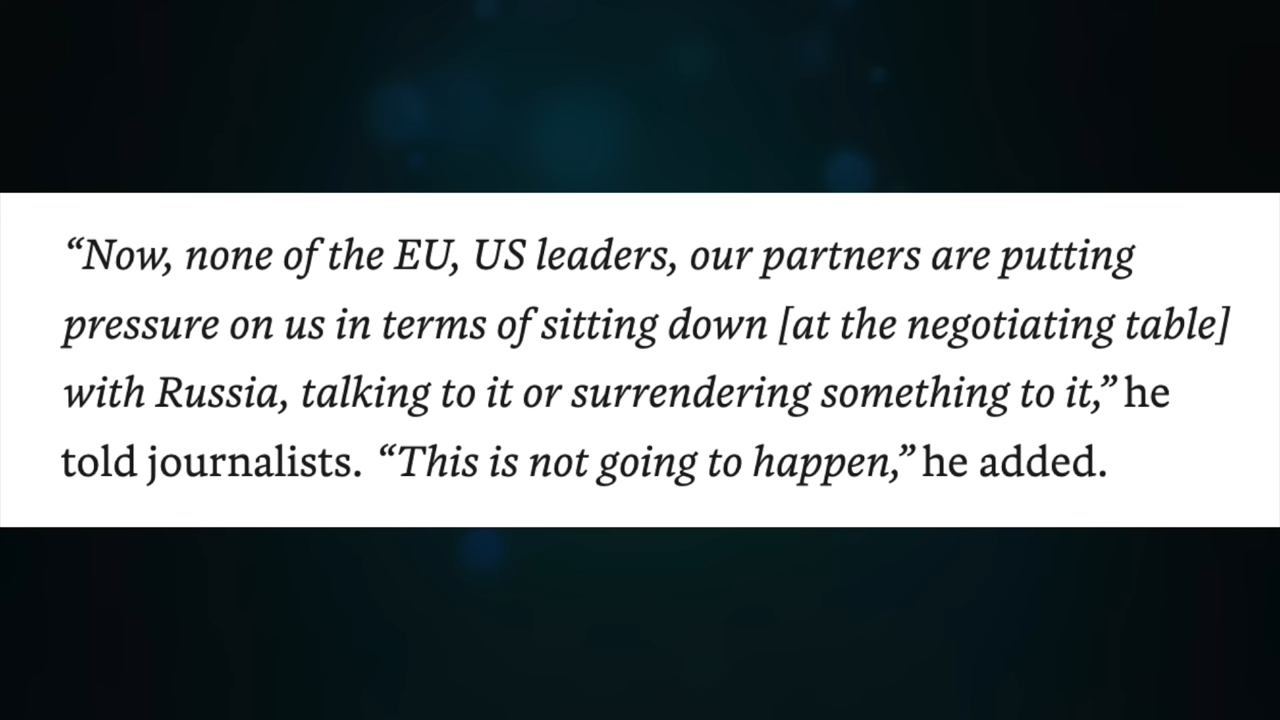 “Now, none of the EU, US leaders, our partners are putting
pressure on us in terms of sitting down [at the negotiating table]
with Russia, talking to it or surrendering something to it,” he
told journalists. “This is not going to happen,” he added.